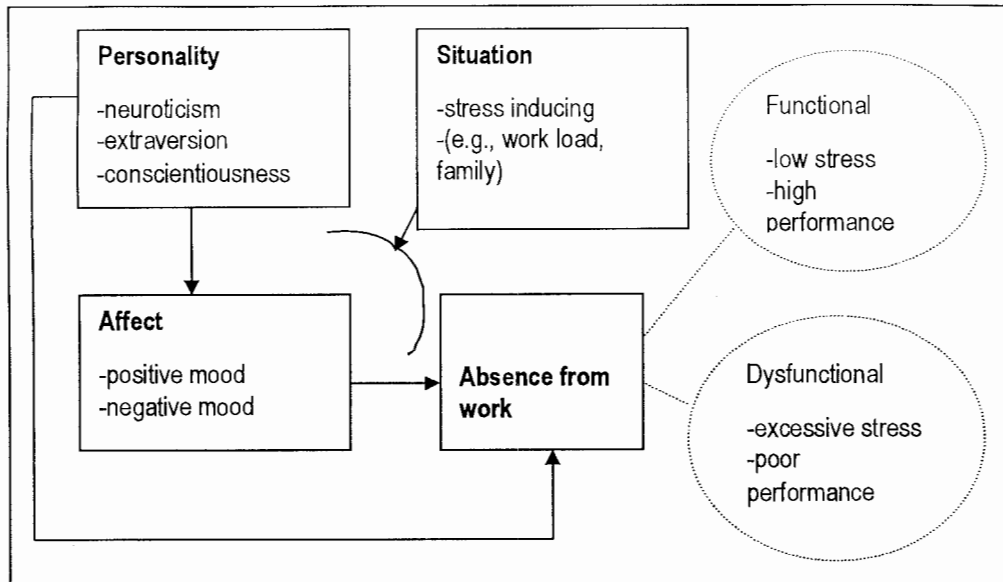 Personality
-neuroticism
-extraversion
-conscientiousness
Situation
-stress inducing
-(e.g., work load,
family)
Functional
-low stress
-high
performance
Affect
-positive mood
-negative mood
Absence from
work
Dysfunctional
-excessive stress
-poor
performance